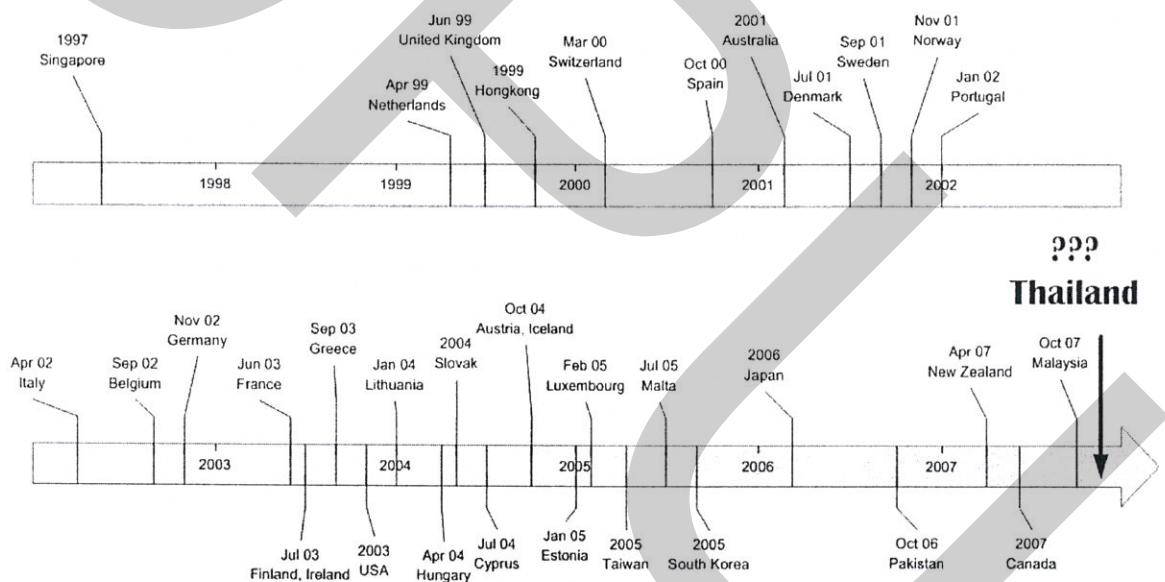 1997
Singapore
Apr 99
Netherlands
Jun 99
United Kingdom
1999
Hongkong
Mar 00
Switzerland
Oct 00
Spain
2001
Australia
Jul 01
Denmark
Sep 01
Sweden
Nov 01
Norway
Jan 02
Portugal
1998
1999
2000
2001
2002
???
Thailand
Apr 02
Italy
Sep 02
Belgium
Nov 02
Germany
Jun 03
France
Sep 03
Greece
Jan 04
Lithuania
2004
Slovak
Oct 04
Austria, Iceland
Feb 05
Luxembourg
Jul 05
Malta
2006
Japan
Apr 07
New Zealand
Oct 07
Malaysia
2003
2004
2005
2006
2007
Jul 03
Finland, Ireland
2003
USA
Apr 04
Hungary
Jul 04
Cyprus
Jan 05
Estonia
2005
Taiwan
2005
South Korea
Oct 06
Pakistan
2007
Canada